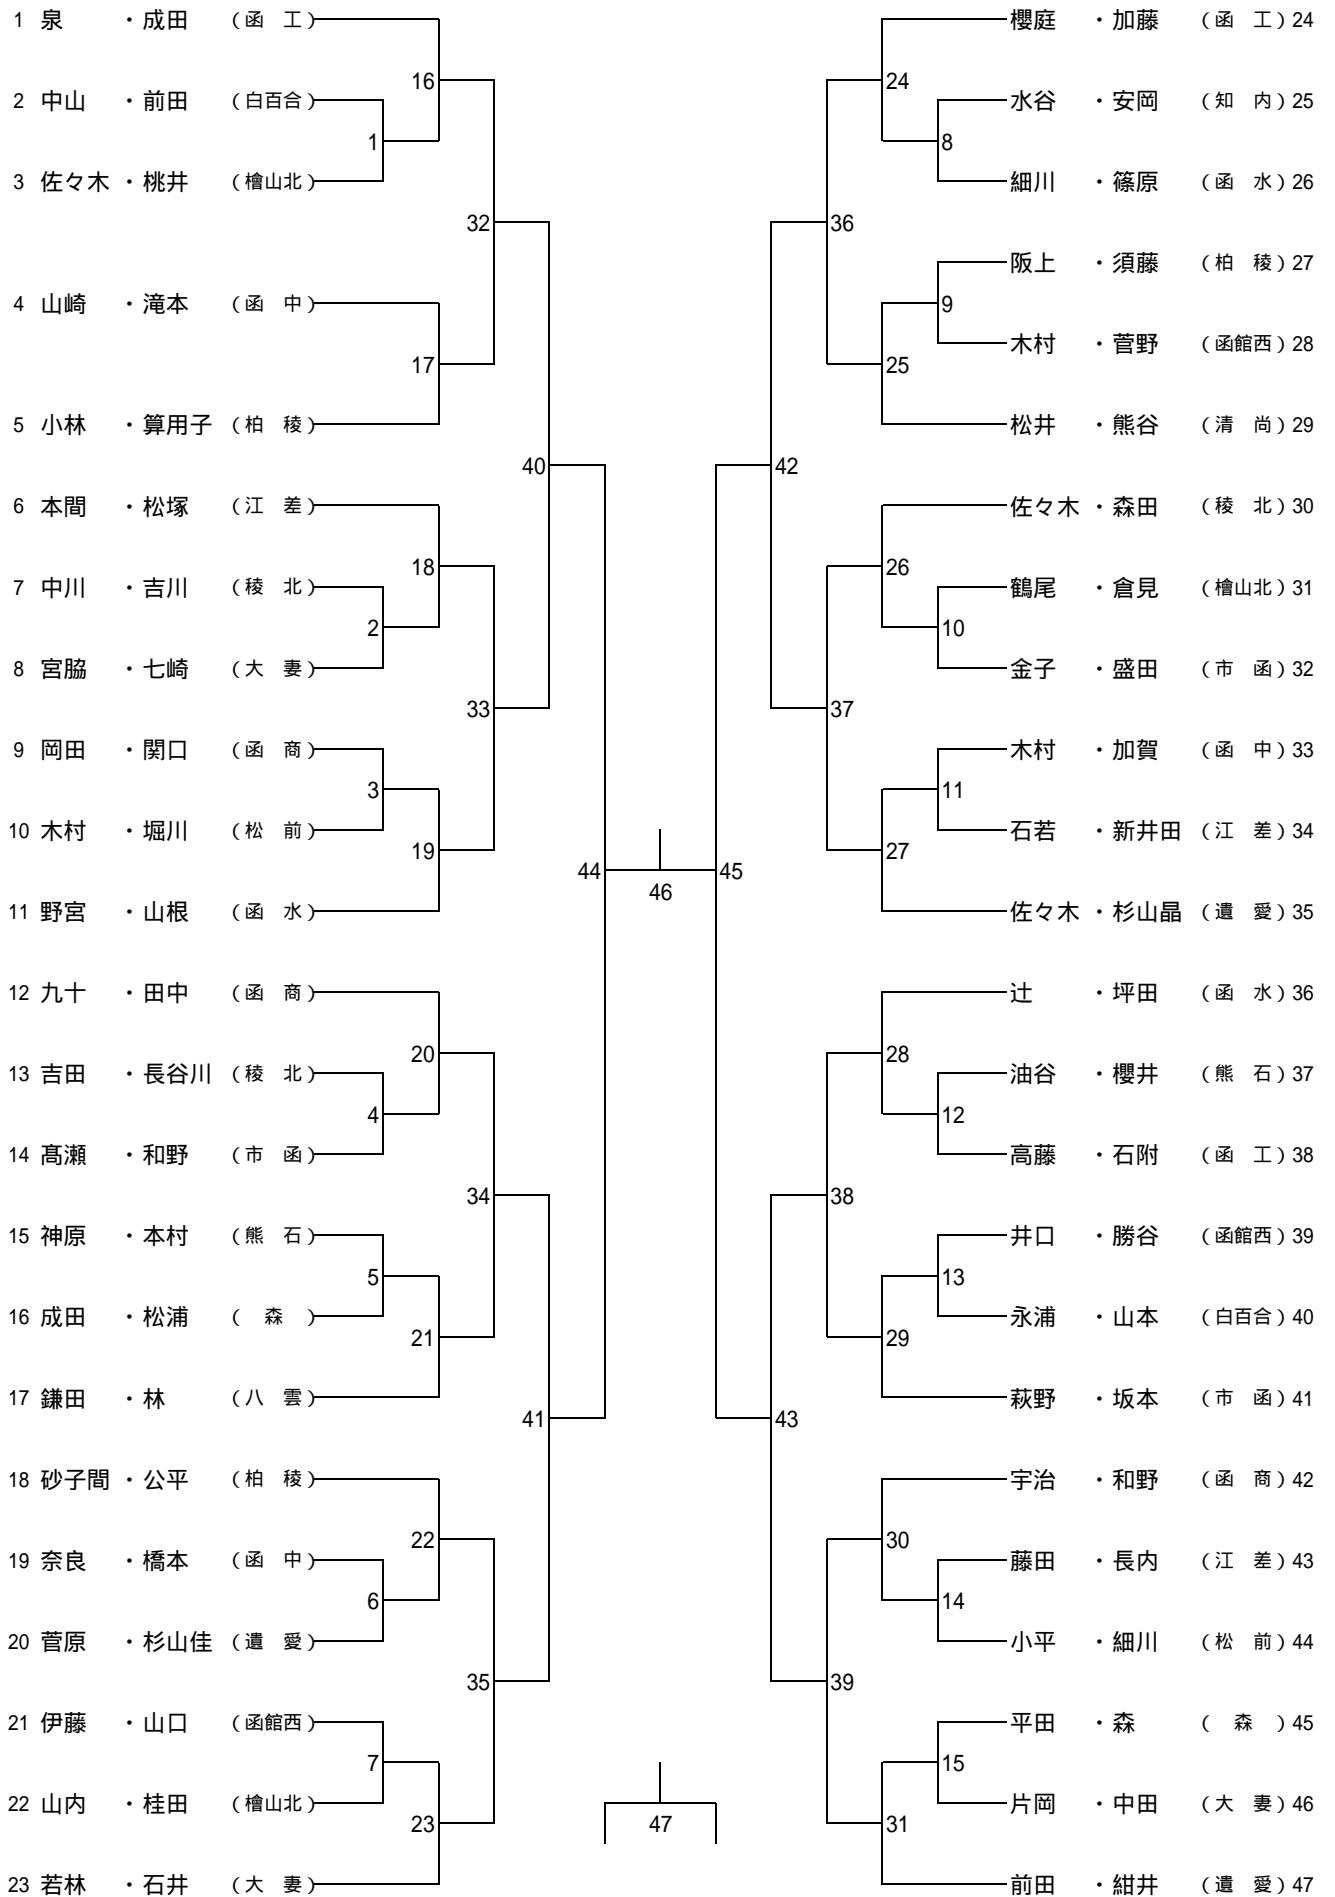 1 泉 ・成田 (函 工)
16
2 中山 ・前田 (白百合)
1
3 佐々木 ・桃井 (檜山北)
32
4 山崎 ・滝本 (函 中)
17
5 小林 ・算用子 (柏 稜)
40
6 本間 ・松塚 (江 差)
18
7 中川 ・吉川 (稜 北)
2
8 宮脇 ・七崎 (大 妻)
33
9 岡田 ・関口 (函 商)
3
10 木村 ・堀川 (松 前)
19
44
11 野宮 ・山根 (函 水)
12 九十 ・田中 (函 商)
20
13 吉田 ・長谷川 (稜 北)
4
14 髙瀬 ・和野 (市 函)
34
15 神原 ・本村 (熊 石)
5
16 成田 ・松浦 ( 森 )
21
17 鎌田 ・林 (八 雲)
41
18 砂子間 ・公平 (柏 稜)
22
19 奈良 ・橋本 (函 中)
6
20 菅原 ・杉山佳 (遺 愛)
35
21 伊藤 ・山口 (函館西)
7
22 山内 ・桂田 (檜山北)
23
23 若林 ・石井 (大 妻)
46
47
櫻庭 ・加藤 (函 工) 24
24
水谷 ・安岡 (知 内) 25
8
細川 ・篠原 (函 水) 26
36
阪上 ・須藤 (柏 稜) 27
9
木村 ・菅野 (函館西) 28
25
松井 ・熊谷 (清 尚) 29
42
佐々木 ・森田 (稜 北) 30
26
鶴尾 ・倉見 (檜山北) 31
10
金子 ・盛田 (市 函) 32
37
木村 ・加賀 (函 中) 33
11
石若 ・新井田 (江 差) 34
27
45
佐々木 ・杉山晶 (遺 愛) 35
辻 ・坪田 (函 水) 36
28
油谷 ・櫻井 (熊 石) 37
12
高藤 ・石附 (函 工) 38
38
井口 ・勝谷 (函館西) 39
13
永浦 ・山本 (白百合) 40
29
萩野 ・坂本 (市 函) 41
43
宇治 ・和野 (函 商) 42
30
藤田 ・長内 (江 差) 43
14
小平 ・細川 (松 前) 44
39
平田 ・森 ( 森 ) 45
15
片岡 ・中田 (大 妻) 46
31
前田 ・紺井 (遺 愛) 47